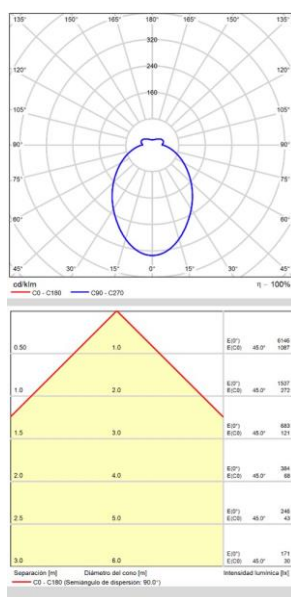 135° 150° 165° 180° 165° 150° 135°
320
120° 240 120°
160
105° 105°
90° 90°
75° 75°
60° 60°
45° 30° 15° 0° 15° 30° 45°
cd/klm η - 100%
C0 - C180 C90 - C270
0.50 1.0 E(0°) 6146
E(C0) 45.0° 1087
1.0 2.0 E(0°) 1537
E(C0) 45.0° 272
1.5 3.0 E(0°) 683
E(C0) 45.0° 121
2.0 4.0 E(0°) 384
E(C0) 45.0° 68
2.5 5.0 E(0°) 246
E(C0) 45.0° 43
3.0 6.0 E(0°) 171
E(C0) 45.0° 30
Separación [m] Diámetro del cono [m] Intensidad lumínica [lx]
C0 - C180 (Semiángulo de dispersión: 90.0°)